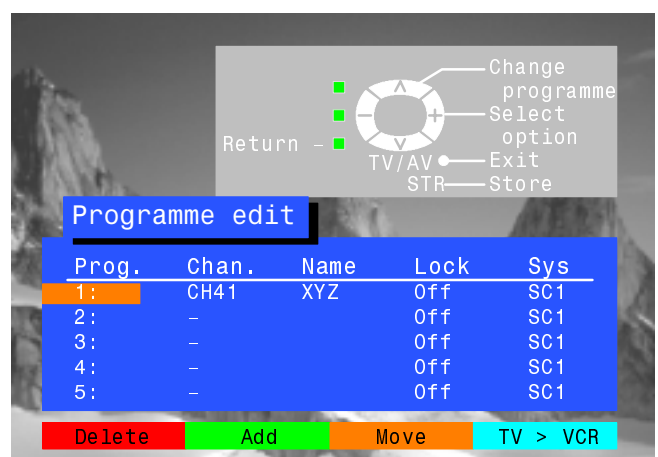 Change
programme
Select
option
Return –
TV/AV
Exit
STR
Store
Programme edit
Prog. Chan. Name Lock Sys
1: CH41 XYZ Off SC1
2: – Off SC1
3: – Off SC1
4: – Off SC1
5: – Off SC1
Delete Add Move TV > VCR